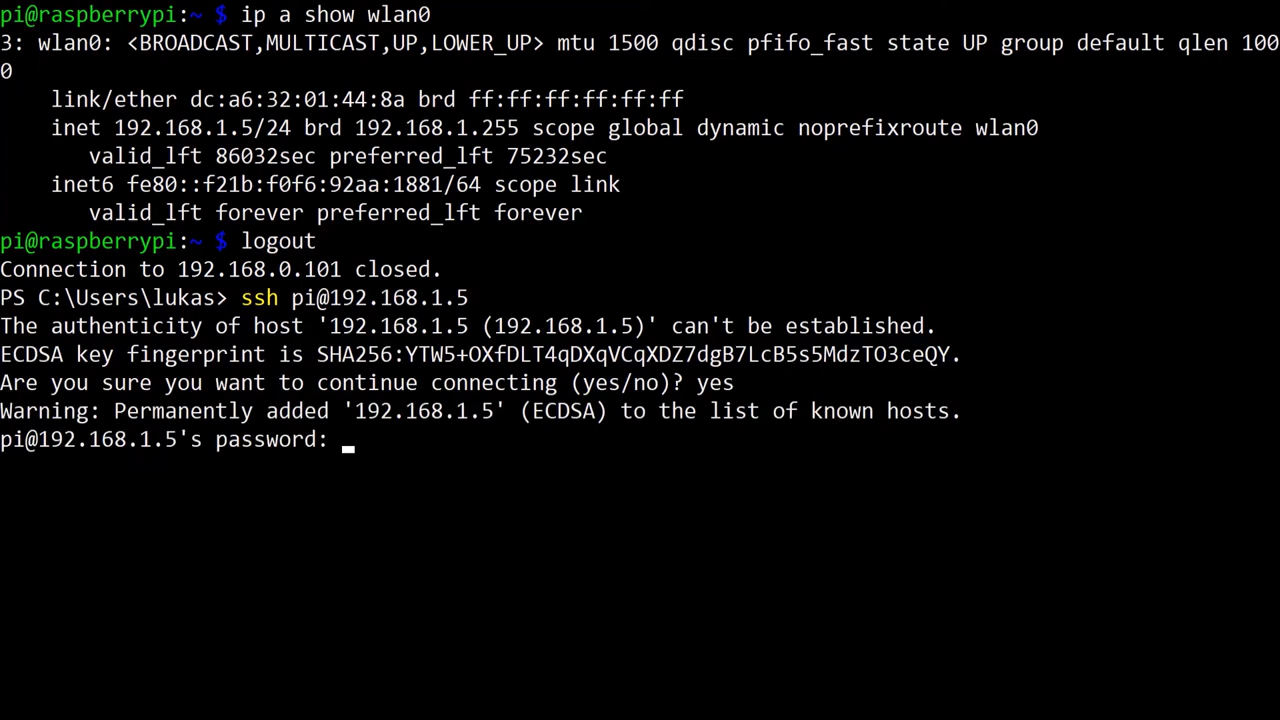 pi@raspberrypi:~ $ ip a show wlan0
3: wlan0: <BROADCAST,MULTICAST,UP,LOWER_UP> mtu 1500 qdisc pfifo_fast state UP group default qlen 100
0
    link/ether dc:a6:32:01:44:8a brd ff:ff:ff:ff:ff:ff
    inet 192.168.1.5/24 brd 192.168.1.255 scope global dynamic noprefixroute wlan0
       valid_lft 86032sec preferred_lft 75232sec
    inet6 fe80::f21b:f0f6:92aa:1881/64 scope link
       valid_lft forever preferred_lft forever
pi@raspberrypi:~ $ logout
Connection to 192.168.0.101 closed.
PS C:\Users\lukas> ssh pi@192.168.1.5
The authenticity of host '192.168.1.5 (192.168.1.5)' can't be established.
ECDSA key fingerprint is SHA256:YTW5+OXfDLT4qDXqVCqXDZ7dgB7LcB5s5MdzTO3ceQY.
Are you sure you want to continue connecting (yes/no)? yes
Warning: Permanently added '192.168.1.5' (ECDSA) to the list of known hosts.
pi@192.168.1.5's password: